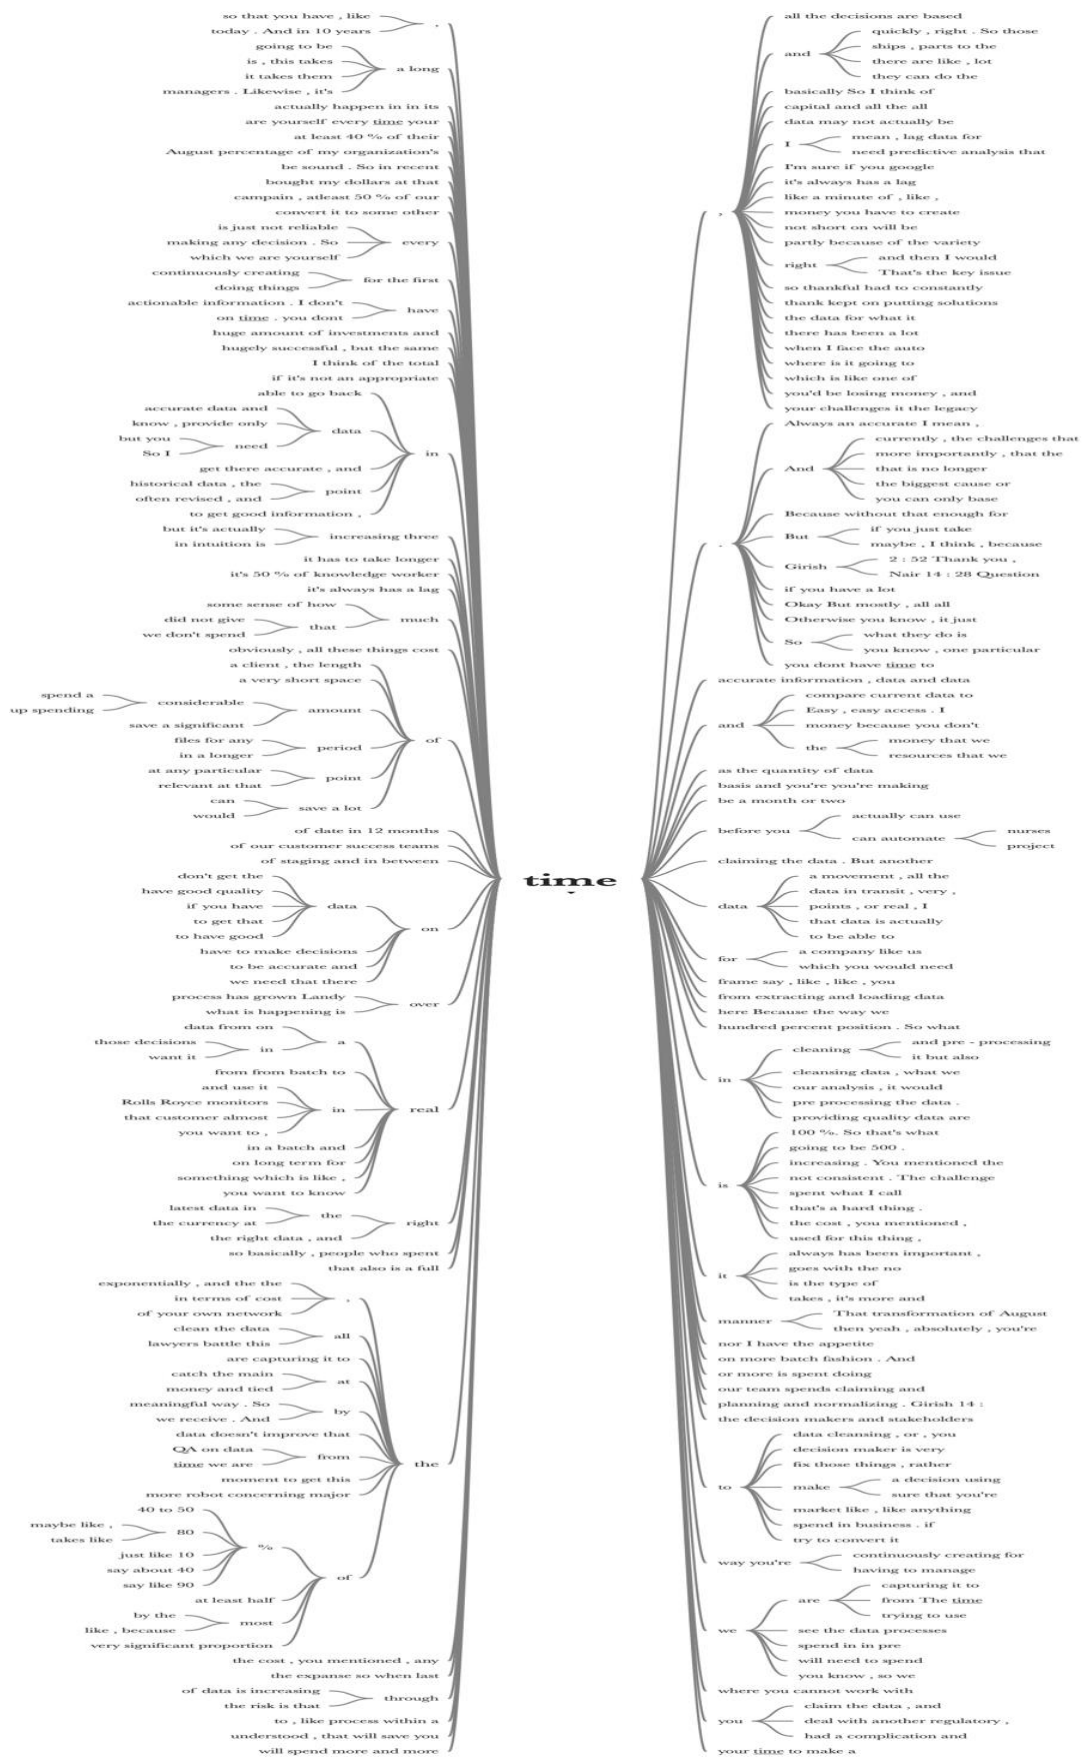 so that you have , like
today . And in 10 years
,
going to be
is , this takes
it takes them
managers . Likewise , it's
a long
actually happen in in its
are yourself every time your
at least 40 % of their
August percentage of my organization's
be sound . So in recent
bought my dollars at that
campain , atleast 50 % of our
convert it to some other
is just not reliable
making any decision . So
which we are yourself
every
continuously creating
doing things
for the first
actionable information . I don't
on time . you dont
have
huge amount of investments and
hugely successful , but the same
I think of the total
if it's not an appropriate
able to go back
accurate data and
know , provide only
but you
So I
need
data
get there accurate , and
historical data , the
often revised , and
point
to get good information ,
in
but it's actually
in intuition is
increasing three
it has to take longer
it's 50 % of knowledge worker
it's always has a lag
some sense of how
did not give
we don't spend
that
much
obviously , all these things cost
a client , the length
a very short space
spend a
up spending
considerable
save a significant
amount
files for any
in a longer
period
at any particular
relevant at that
point
can
would
save a lot
of
of date in 12 months
of our customer success teams
of staging and in between
don't get the
have good quality
if you have
to get that
to have good
data
have to make decisions
to be accurate and
we need that there
on
process has grown Landy
what is happening is
over
data from on
those decisions
want it
in
a
from from batch to
and use it
Rolls Royce monitors
that customer almost
you want to ,
in
in a batch and
on long term for
something which is like ,
you want to know
real
latest data in
the currency at
the
the right data , and
right
so basically , people who spent
that also is a full
exponentially , and the the
in terms of cost
of your own network
,
clean the data
lawyers battle this
all
are capturing it to
catch the main
money and tied
at
meaningful way . So
we receive . And
by
data doesn't improve that
QA on data
time we are
from
moment to get this
more robot concerning major
the
40 to 50
maybe like ,
takes like
80
just like 10
say about 40
say like 90
%
at least half
by the
like , because
most
very significant proportion
of
the cost , you mentioned , any
the expanse so when last
of data is increasing
the risk is that
through
to , like process within a
understood , that will save you
will spend more and more
time
,
all the decisions are based
and
quickly , right . So those
ships , parts to the
there are like , lot
they can do the
basically So I think of
capital and all the all
data may not actually be
I
mean , lag data for
need predictive analysis that
I'm sure if you google
it's always has a lag
like a minute of , like ,
money you have to create
not short on will be
partly because of the variety
right
and then I would
That's the key issue
so thankful had to constantly
thank kept on putting solutions
the data for what it
there has been a lot
when I face the auto
where is it going to
which is like one of
you'd be losing money , and
your challenges it the legacy
.
Always an accurate I mean ,
And
currently , the challenges that
more importantly , that the
that is no longer
the biggest cause or
you can only base
Because without that enough for
But
if you just take
maybe , I think , because
Girish
2 : 52 Thank you ,
Nair 14 : 28 Question
if you have a lot
Okay But mostly , all all
Otherwise you know , it just
So
what they do is
you know , one particular
you dont have time to
accurate information , data and data
and
compare current data to
Easy , easy access . I
money because you don't
the
money that we
resources that we
as the quantity of data
basis and you're you're making
be a month or two
before you
actually can use
can automate
nurses
project
claiming the data . But another
data
a movement , all the
data in transit , very ,
points , or real , I
that data is actually
to be able to
for
a company like us
which you would need
frame say , like , like , you
from extracting and loading data
here Because the way we
hundred percent position . So what
in
cleaning
and pre - processing
it but also
cleansing data , what we
our analysis , it would
pre processing the data .
providing quality data are
is
100 %. So that's what
going to be 500 .
increasing . You mentioned the
not consistent . The challenge
spent what I call
that's a hard thing .
the cost , you mentioned ,
used for this thing ,
it
always has been important ,
goes with the no
is the type of
takes , it's more and
manner
That transformation of August
then yeah , absolutely , you're
nor I have the appetite
on more batch fashion . And
or more is spent doing
our team spends claiming and
planning and normalizing . Girish 14 :
the decision makers and stakeholders
to
data cleansing , or , you
decision maker is very
fix those things , rather
make
a decision using
sure that you're
market like , like anything
spend in business . if
try to convert it
way you're
continuously creating for
having to manage
we
are
capturing it to
from The time
trying to use
see the data processes
spend in in pre
will need to spend
you know , so we
where you cannot work with
you
claim the data , and
deal with another regulatory ,
had a complication and
your time to make a